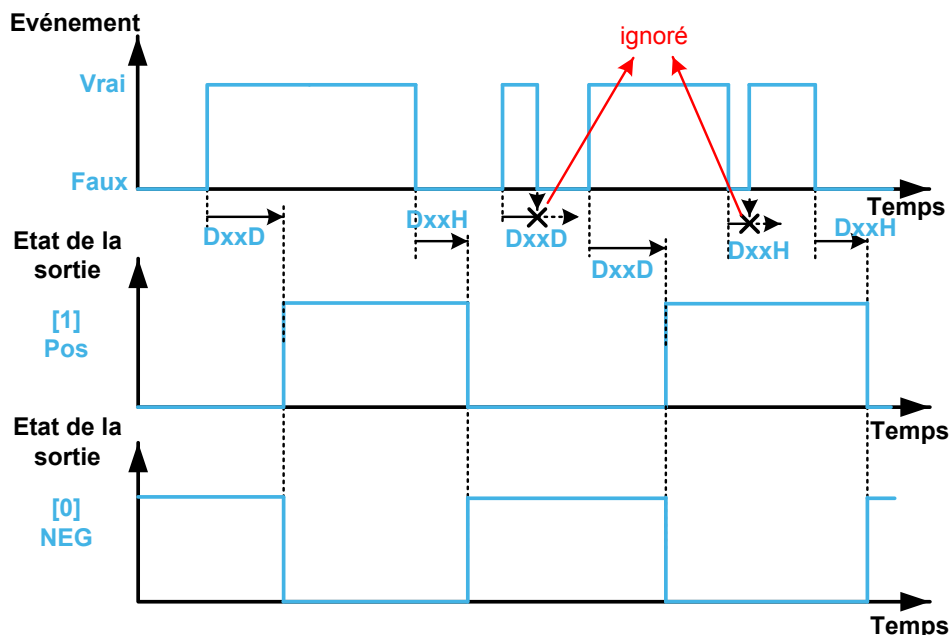 Evénement
ignoré
Vrai
Faux
Temps
DxxD
DxxH
DxxD
DxxD
DxxH
DxxH
Etat de la
sortie
[1]
Pos
Temps
Etat de la
sortie
[0]
NEG
Temps